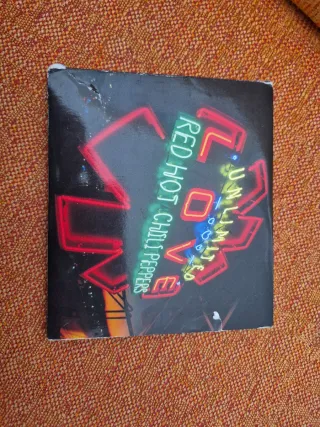 UNLIMITED
LOVE
RED HOT CHILI PEPPERS